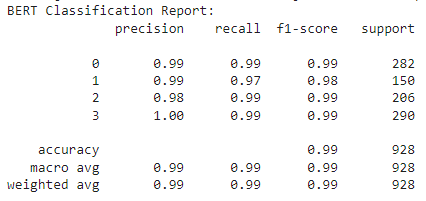 BERT Classification Report:
precision recall f1-score support
0 0.99 0.99 0.99 282
1 0.99 0.97 0.98 150
2 0.98 0.99 0.99 206
3 1.00 0.99 0.99 290
accuracy 0.99 928
macro avg 0.99 0.99 0.99 928
weighted avg 0.99 0.99 0.99 928